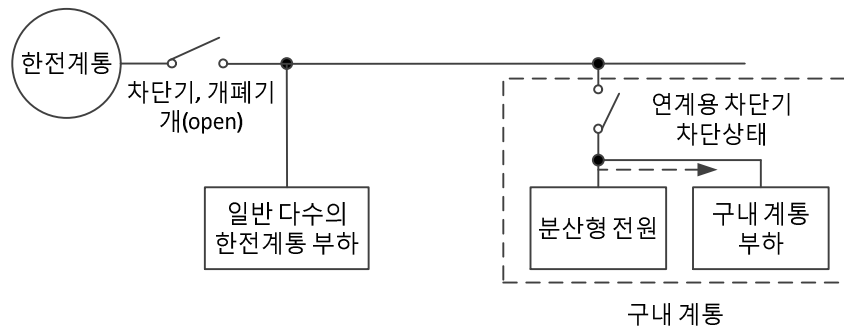 한전계통
차단기, 개폐기
개(open)
연계용 차단기
차단상태
일반 다수의
한전계통 부하
분산형 전원
구내 계통
부하
구내 계통